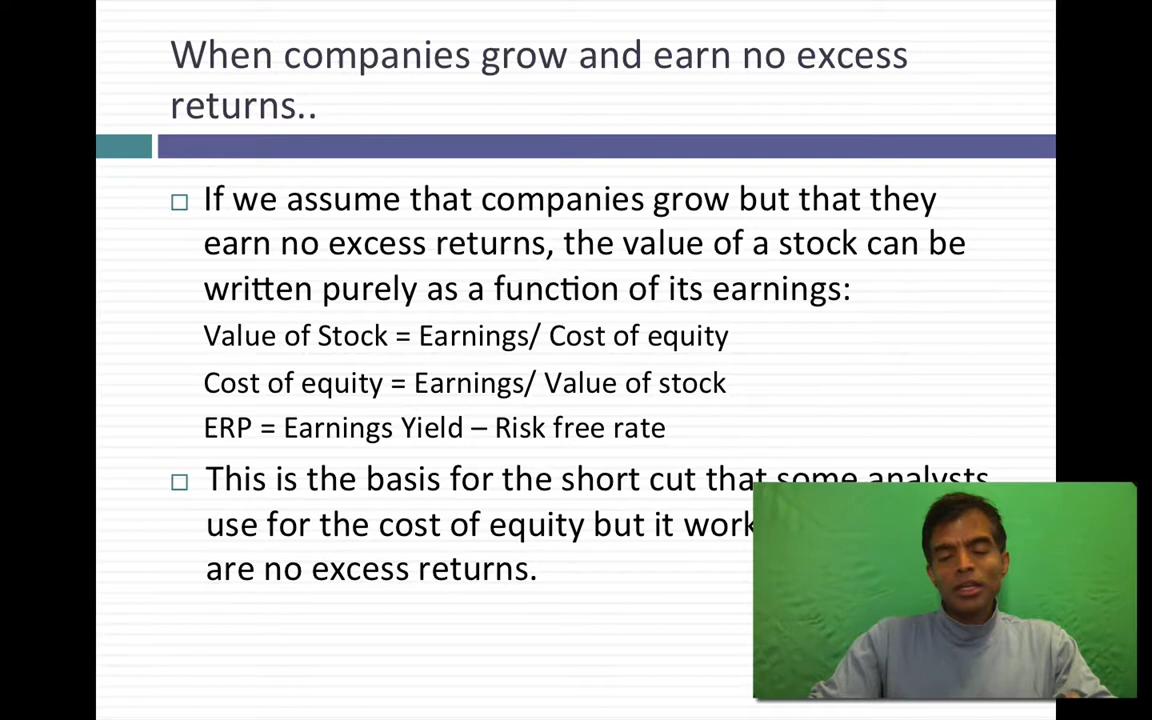 When companies grow and earn no excess
returns..
If we assume that companies grow but that they
earn no excess returns, the value of a stock can be
written purely as a function of its earnings:
Value of Stock = Earnings/ Cost of equity
Cost of equity = Earnings/ Value of stock
ERP = Earnings Yield – Risk free rate
This is the basis for the short cut that some analysts
use for the cost of equity but it work
are no excess returns.